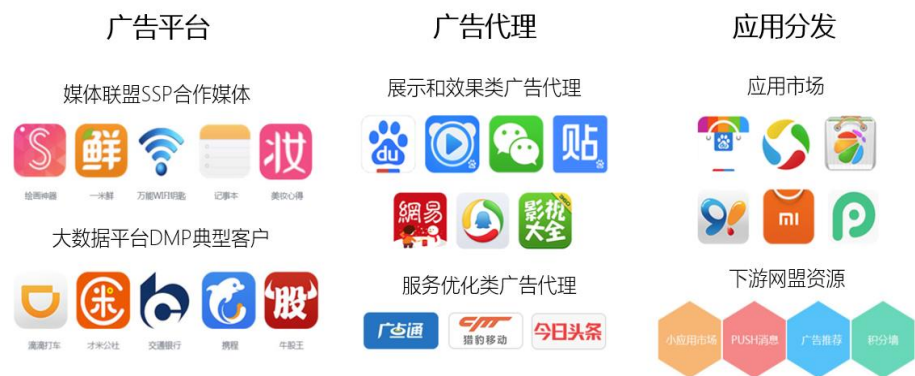 广告平台
广告代理
应用分发
媒体联盟SSP合作媒体
展示和效果类广告代理
应用市场
S
鲜
妆
du
贴
绘画神器
一米鲜
万能WIFI钥匙
记事本
美妆心得
網易
影视
大全
9!
mi
大数据平台DMP典型客户
服务优化类广告代理
下游网盟资源
米
股
广点通
猎豹移动
今日头条
小应用市场
PUSH消息
广告推荐
积分墙
滴滴打车
才米公社
交通银行
携程
牛股王